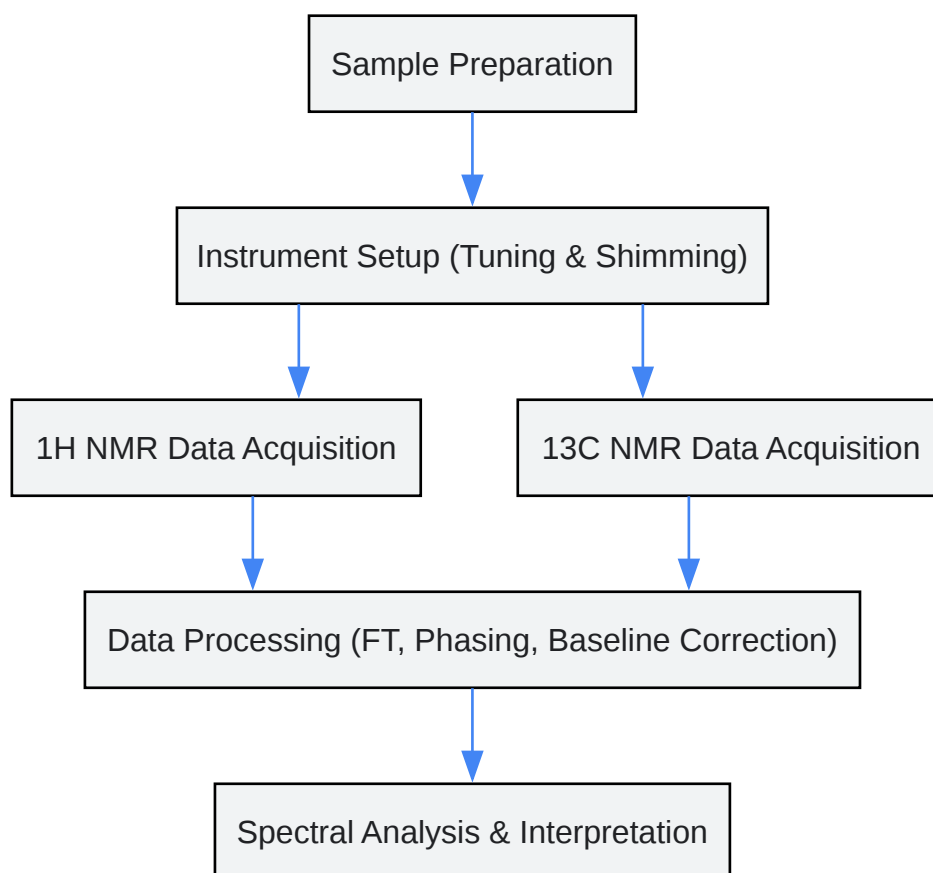 Sample Preparation
Instrument Setup (Tuning & Shimming)
1H NMR Data Acquisition
13C NMR Data Acquisition
Data Processing (FT, Phasing, Baseline Correction)
Spectral Analysis & Interpretation